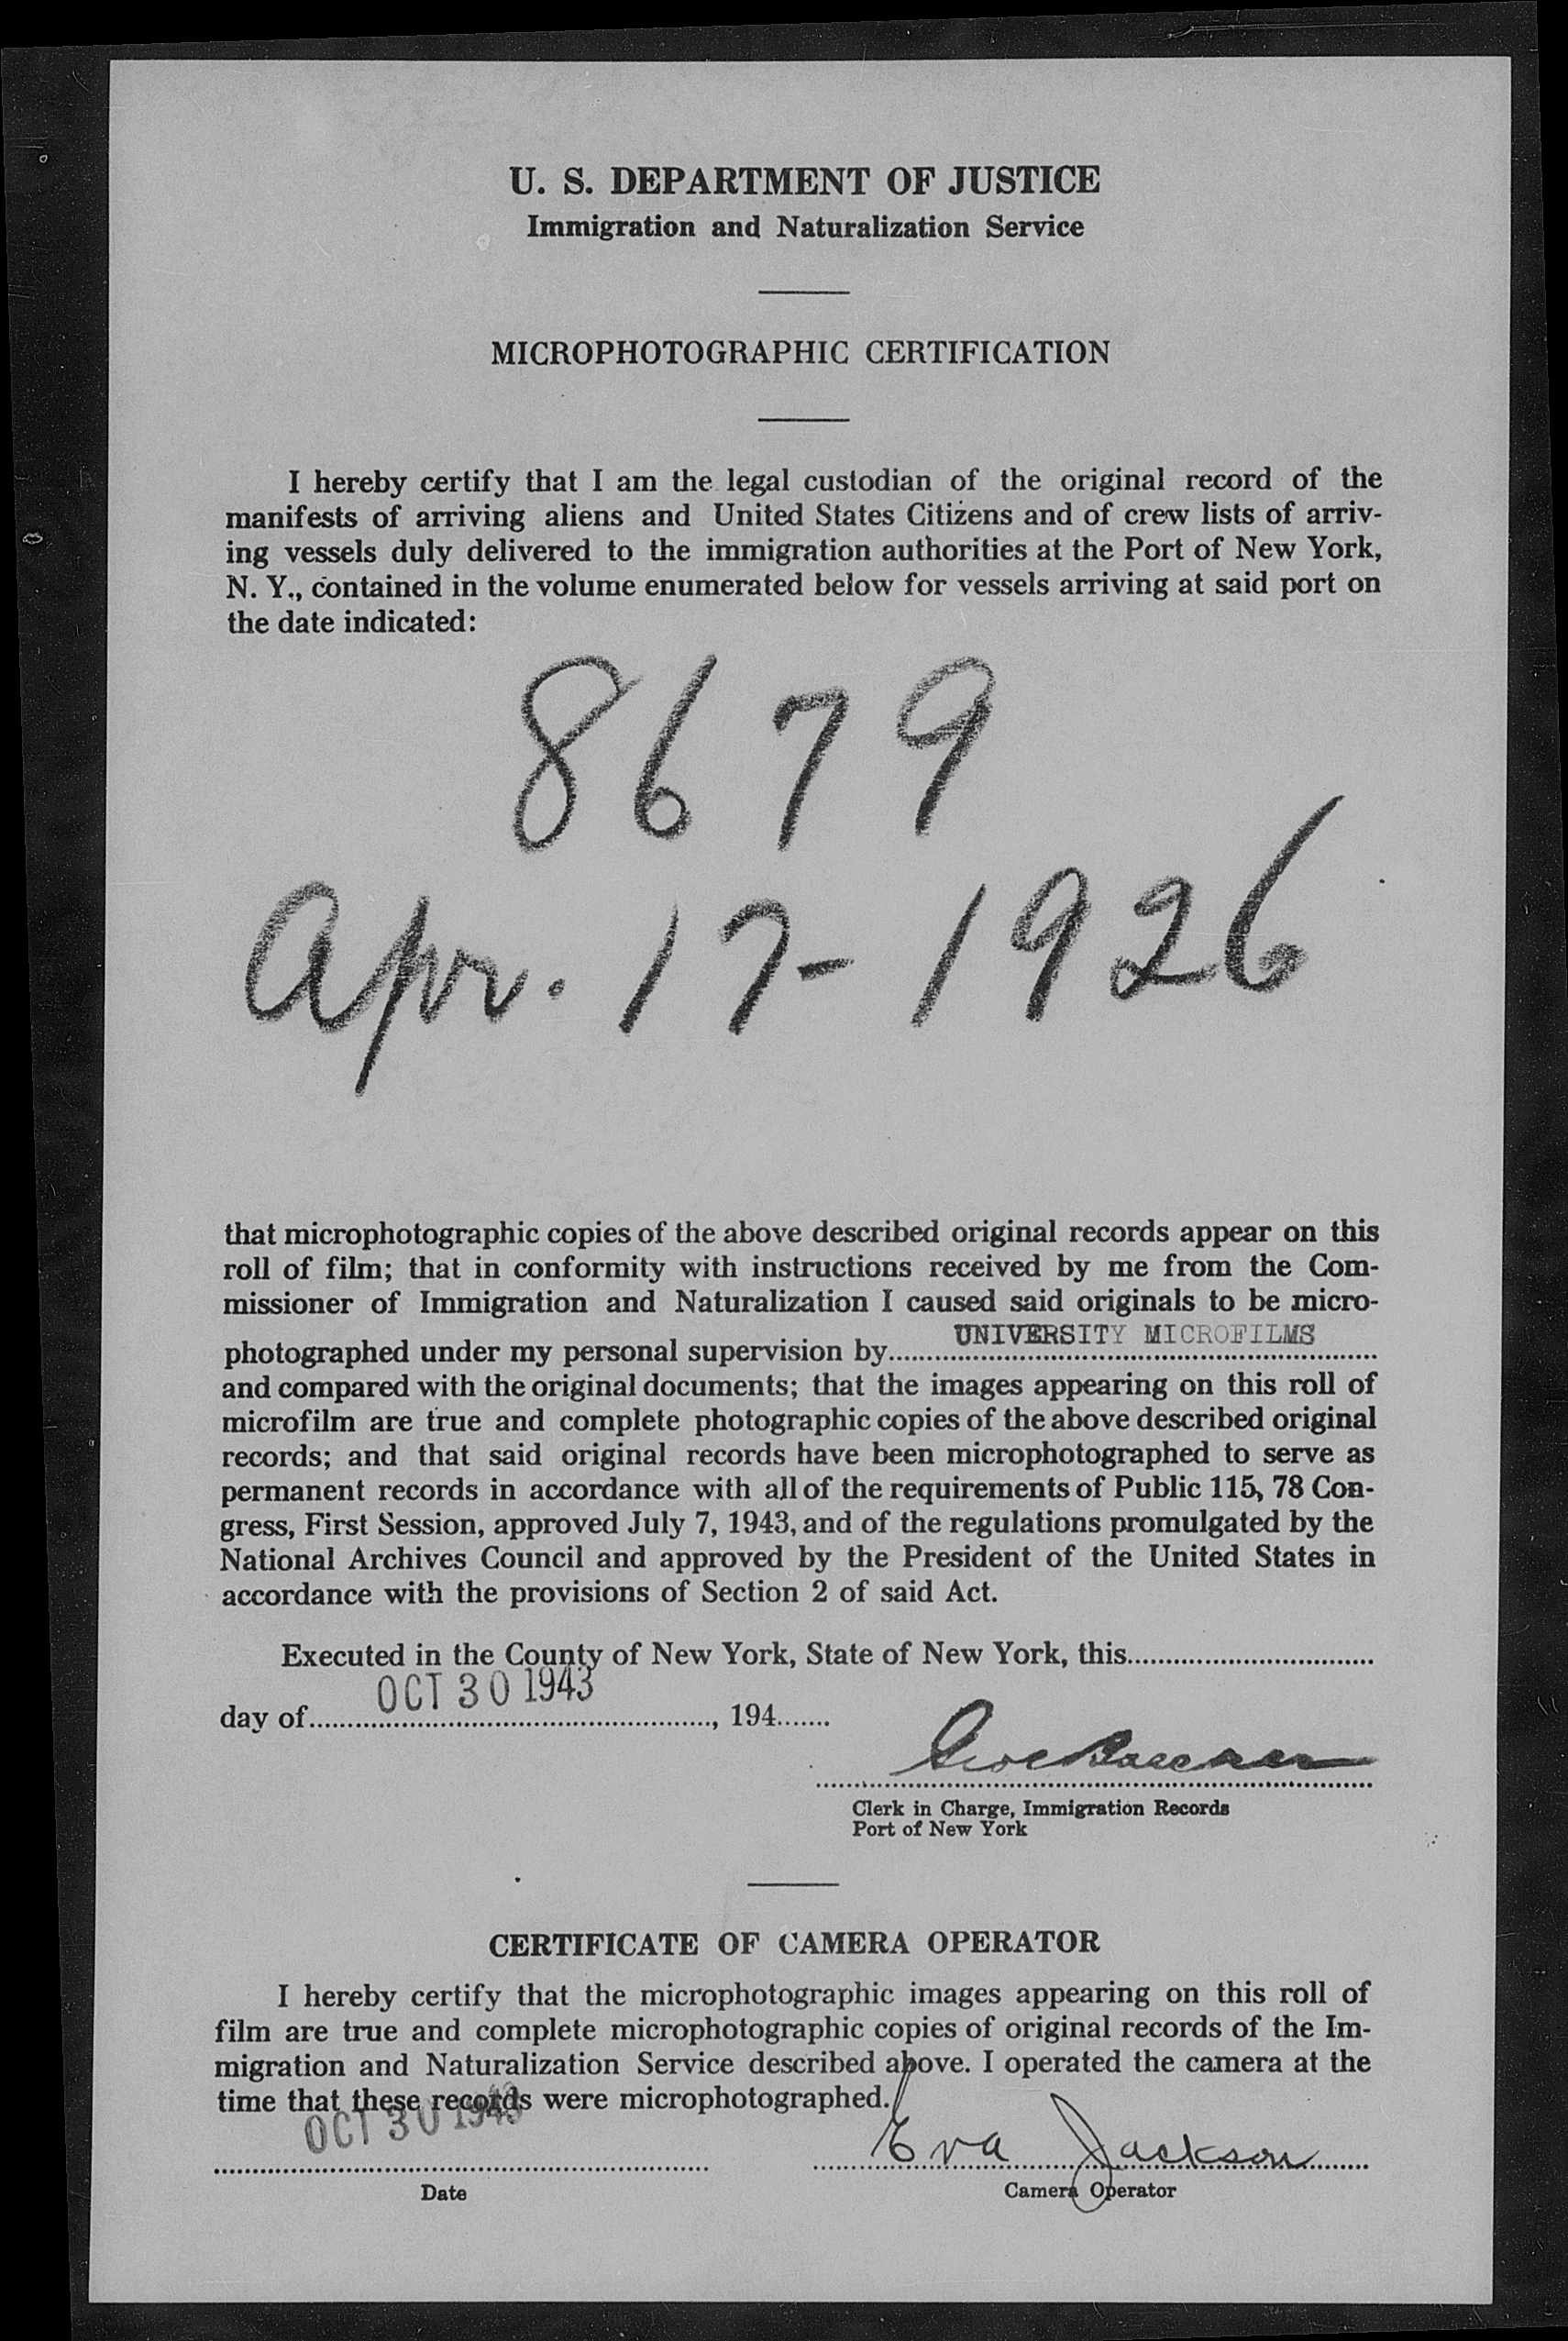 U. S. DEPARTMENT OF JUSTICE
Immigration and Naturalization Service
MICROPHOTOGRAPHIC CERTIFICATION
I hereby certify that I am the legal custodian of the original record of the
manifests of arriving aliens and United States Citizens and of crew lists of arriv-
ing vessels duly delivered to the immigration authorities at the Port of New York,
N. Y., contained in the volume enumerated below for vessels arriving at said port on
the date indicated:
8679
Apr. 17-1926
that microphotographic copies of the above described original records appear on this
roll of film; that in conformity with instructions received by me from the Com-
missioner of Immigration and Naturalization I caused said originals to be micro-
photographed under my personal supervision by UNIVERSITY MICROFILMS
and compared with the original documents; that the images appearing on this roll of
microfilm are true and complete photographic copies of the above described original
records; and that said original records have been microphotographed to serve as
permanent records in accordance with all of the requirements of Public 115, 78 Con-
gress, First Session, approved July 7, 1943, and of the regulations promulgated by the
National Archives Council and approved by the President of the United States in
accordance with the provisions of Section 2 of said Act.
Executed in the County of New York, State of New York, this
day of OCT 30 1943, 194
Clerk in Charge, Immigration Records
Port of New York
CERTIFICATE OF CAMERA OPERATOR
I hereby certify that the microphotographic images appearing on this roll of
film are true and complete microphotographic copies of original records of the Im-
migration and Naturalization Service described above. I operated the camera at the
time that these records were microphotographed.
OCT 30 1943 Eva Jackson
Date Camera Operator